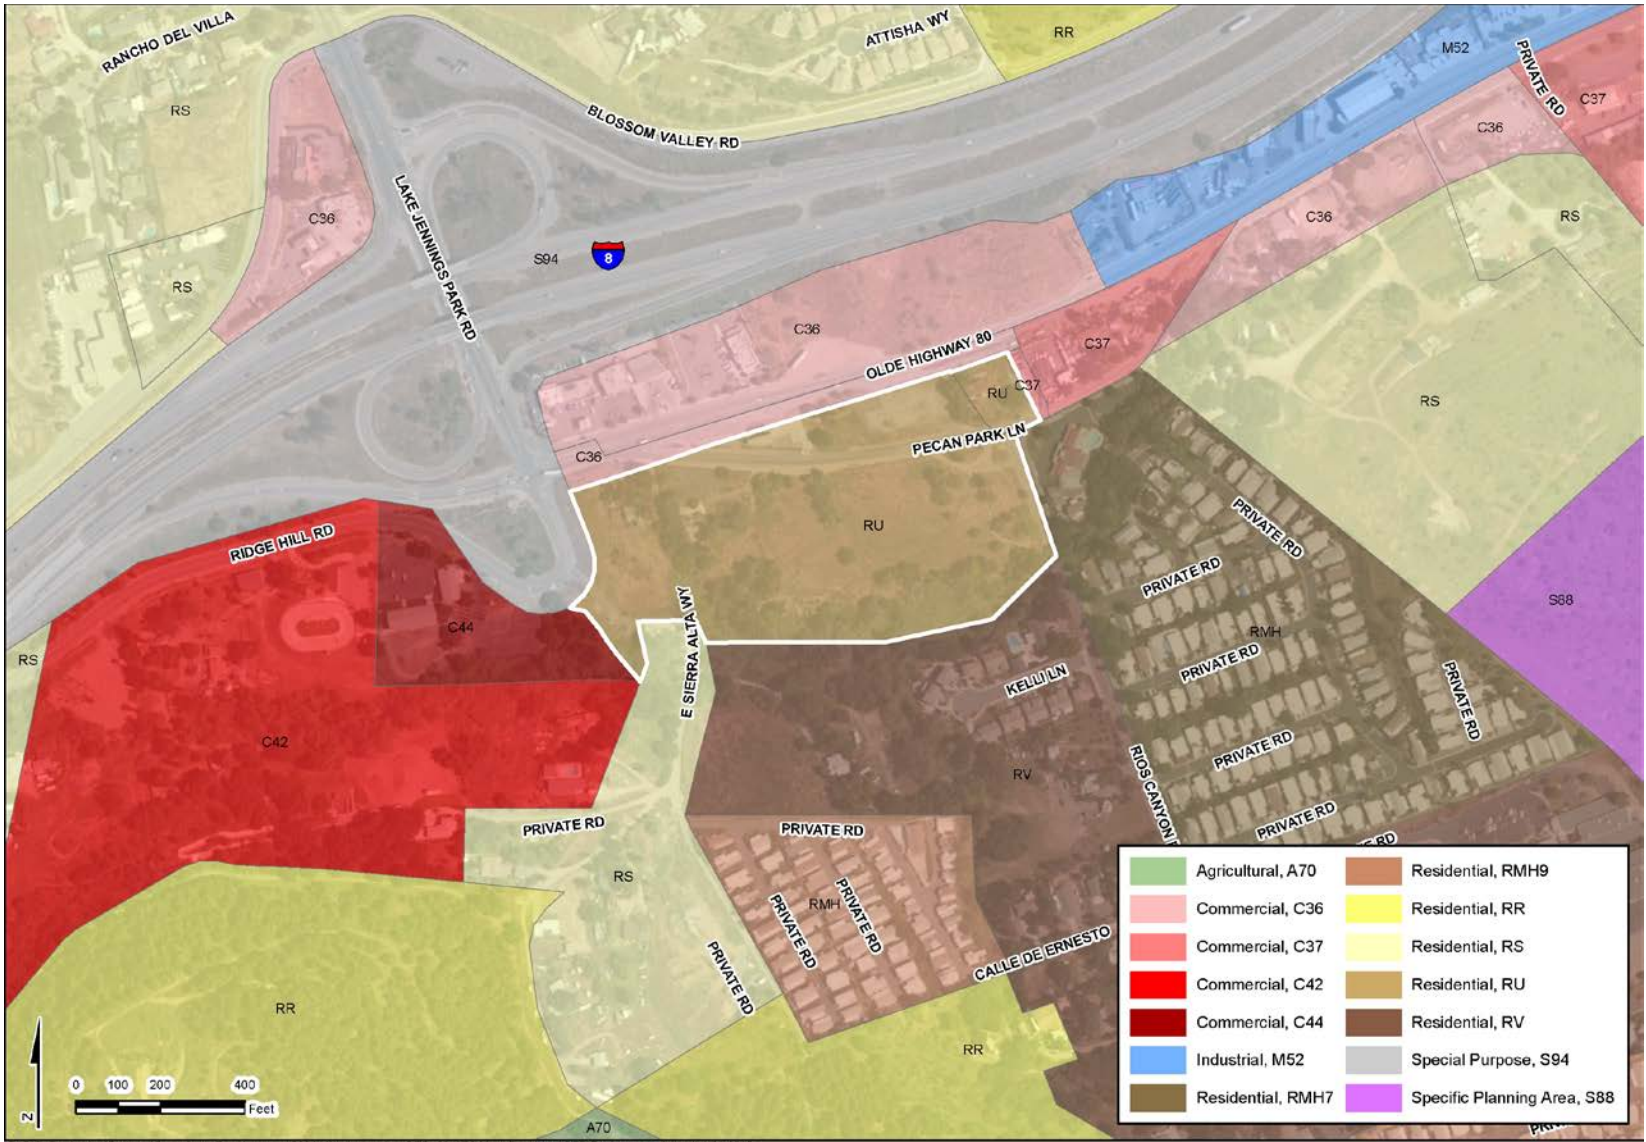 RANCHO DEL VILLA
ATTISHA WY
RR
M52
PRIVATE RD
C37
RS
BLOSSOM VALLEY RD
C36
C36
LAKE JENNINGS PARK RD
C36
RS
S94
8
RS
C36
OLDE HIGHWAY 80
C37
RU
C37
RS
PECAN PARK LN
C36
RU
PRIVATE RD
RIDGE HILL RD
PRIVATE RD
S88
E SIERRA ALTA WY
C44
RMH
RS
PRIVATE RD
KELLI LN
PRIVATE RD
C42
PRIVATE RD
RV
RIOS CANYON
PRIVATE RD
PRIVATE RD
PRIVATE RD
RD
RS
RMH
PRIVATE RD
PRIVATE RD
CALLE DE ERNESTO
PRIVATE RD
RR
RR
A70
Z
0 100 200 400
Feet
Agricultural, A70
Commercial, C36
Commercial, C37
Commercial, C42
Commercial, C44
Industrial, M52
Residential, RMH7
Residential, RMH9
Residential, RR
Residential, RS
Residential, RU
Residential, RV
Special Purpose, S94
Specific Planning Area, S88